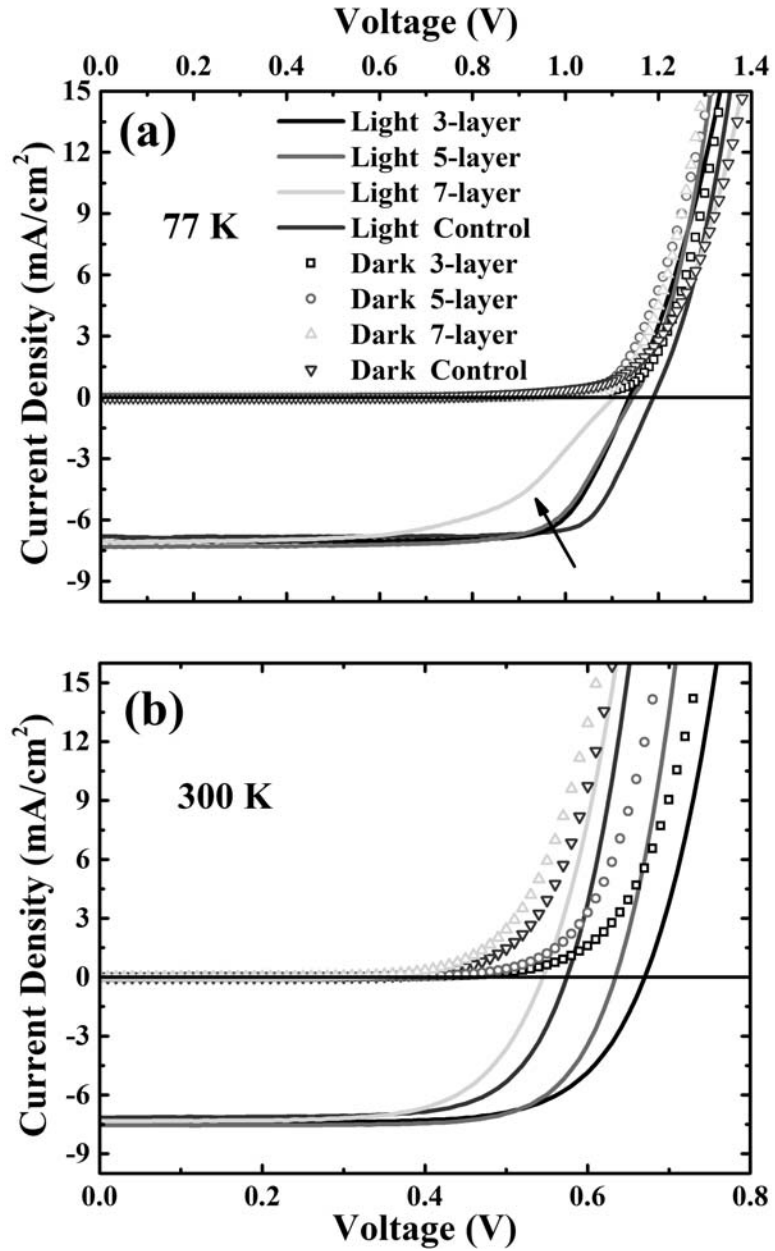 Voltage (V)
0.0 0.2 0.4 0.6 0.8 1.0 1.2 1.4
15
12
9
6
3
0
-3
-6
-9
Current Density (mA/cm²)
(a)
77 K
Light 3-layer
Light 5-layer
Light 7-layer
Light Control
Dark 3-layer
Dark 5-layer
Dark 7-layer
Dark Control
15
12
9
6
3
0
-3
-6
-9
Current Density (mA/cm²)
(b)
300 K
0.0 0.2 0.4 0.6 0.8
Voltage (V)